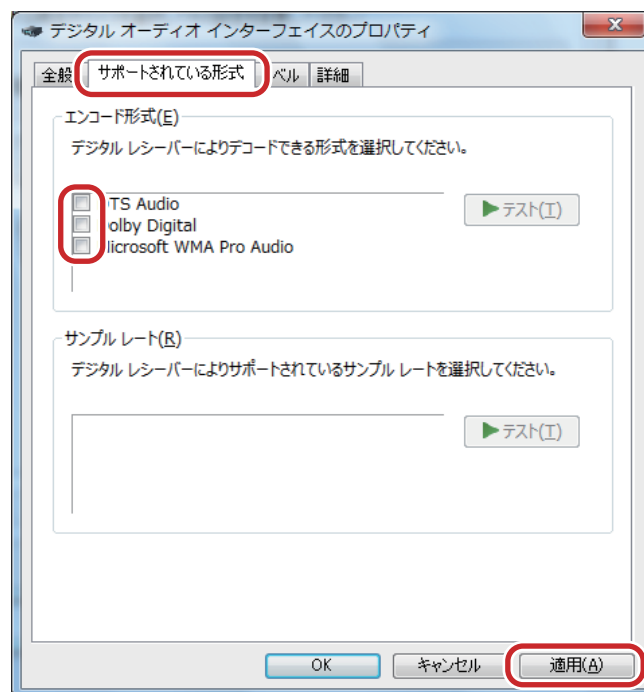 デジタル オーディオ インターフェイスのプロパティ
全般 サポートされている形式 ベル 詳細
エンコード形式(E)
デジタル レシーバーによりデコードできる形式を選択してください。
TS Audio
olby Digital
icrosoft WMA Pro Audio
テスト(T)
サンプル レート(R)
デジタル レシーバーによりサポートされているサンプル レートを選択してください。
テスト(T)
OK キャンセル 適用(A)